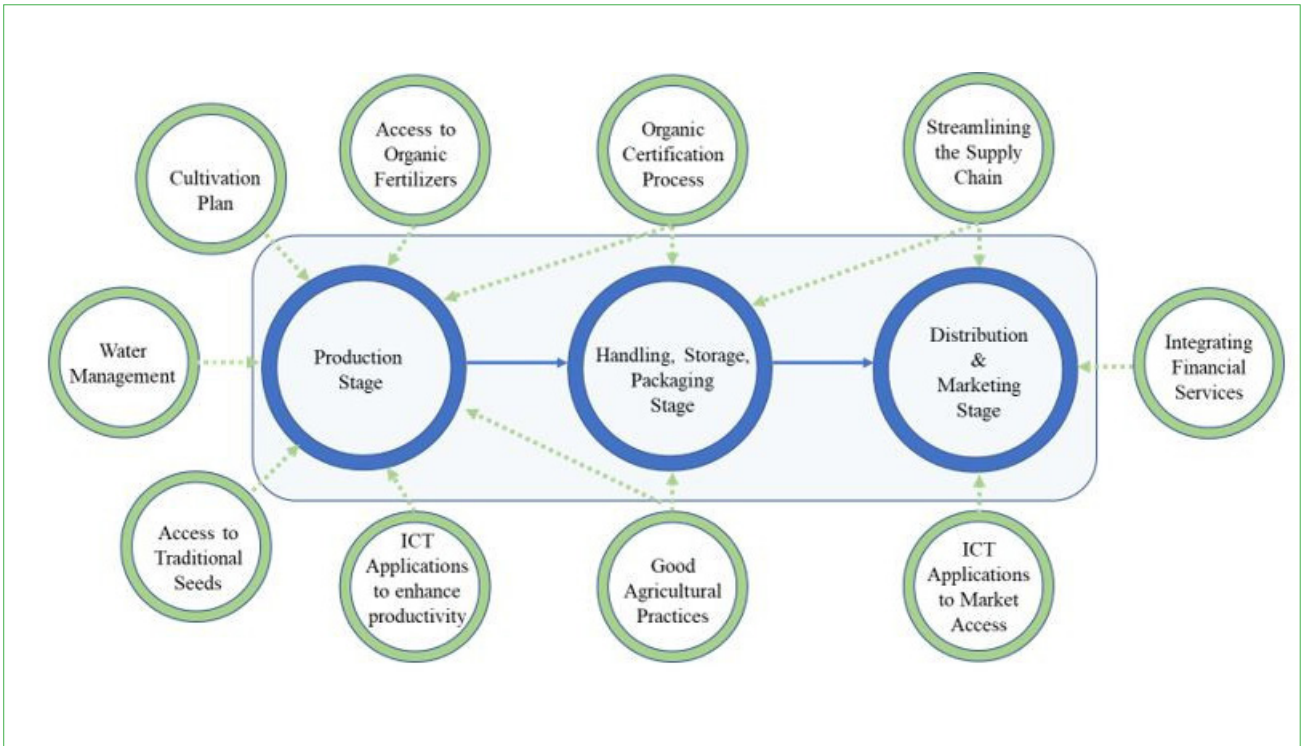 Cultivation
Plan
Access to
Organic
Fertilizers
Organic
Certification
Process
Streamlining
the Supply
Chain
Water
Management
Production
Stage
Handling, Storage,
Packaging
Stage
Distribution
&
Marketing
Stage
Integrating
Financial
Services
Access to
Traditional
Seeds
ICT
Applications
to enhance
productivity
Good
Agricultural
Practices
ICT
Applications
to Market
Access